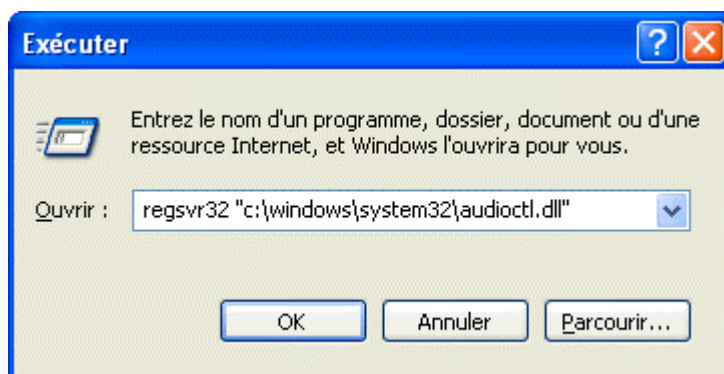 Exécuter
Entrez le nom d'un programme, dossier, document ou d'une
ressource Internet, et Windows l'ouvrira pour vous.
Ouvrir : regsvr32 "c:\windows\system32\audioctl.dll"
OK Annuler Parcourir...